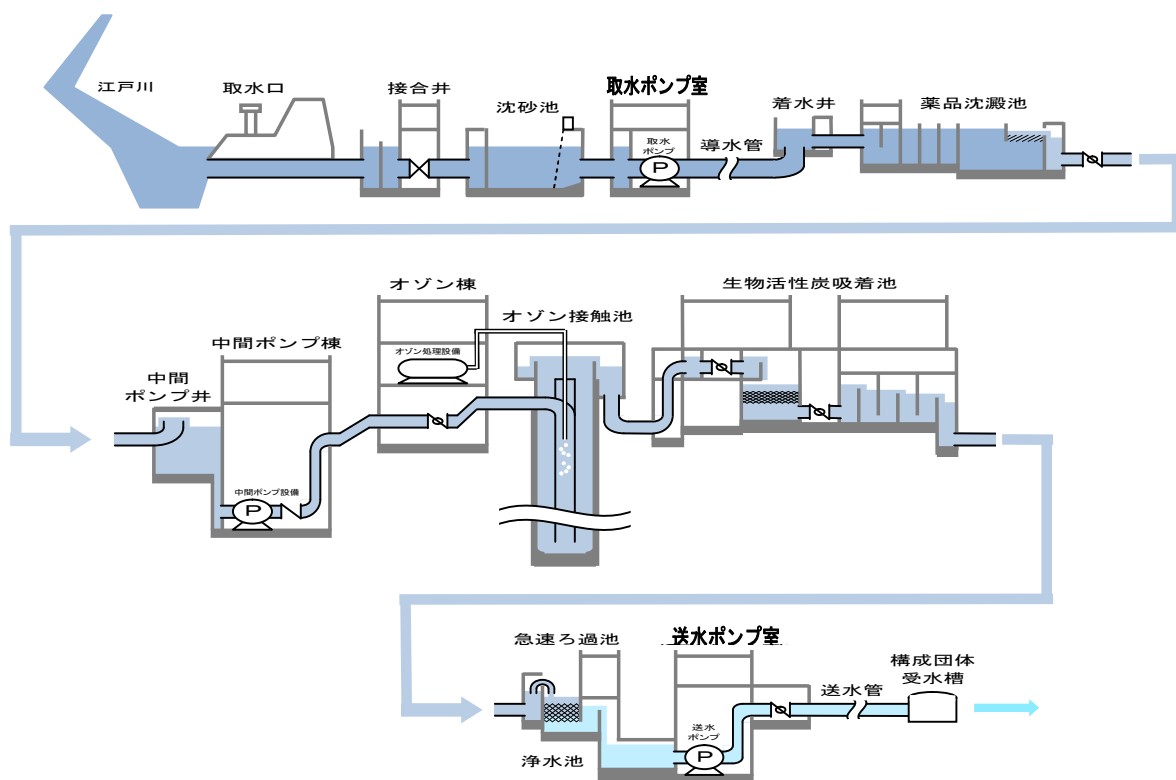 江戸川
取水口
接合井
沈砂池
取水ポンプ室
取水
ポンプ
P
導水管
着水井
薬品沈澱池
中間
ポンプ井
中間ポンプ棟
中間ポンプ設備
P
オゾン棟
オゾン処理設備
オゾン接触池
生物活性炭吸着池
急速ろ過池
浄水池
送水ポンプ室
送水
ポンプ
P
送水管
構成団体
受水槽